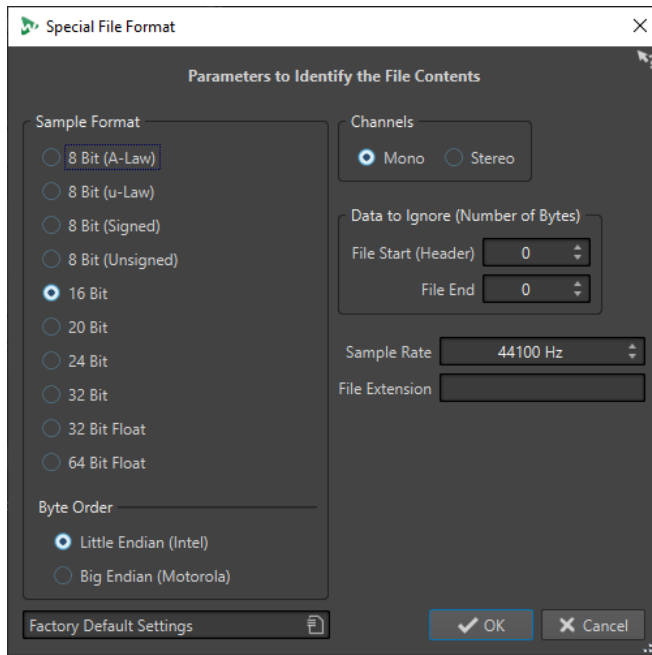 Special File Format
Parameters to Identify the File Contents
Sample Format
8 Bit (A-Law)
8 Bit (u-Law)
8 Bit (Signed)
8 Bit (Unsigned)
16 Bit
20 Bit
24 Bit
32 Bit
32 Bit Float
64 Bit Float
Byte Order
Little Endian (Intel)
Big Endian (Motorola)
Channels
Mono Stereo
Data to Ignore (Number of Bytes)
File Start (Header) 0
File End 0
Sample Rate 44100 Hz
File Extension
Factory Default Settings
OK Cancel